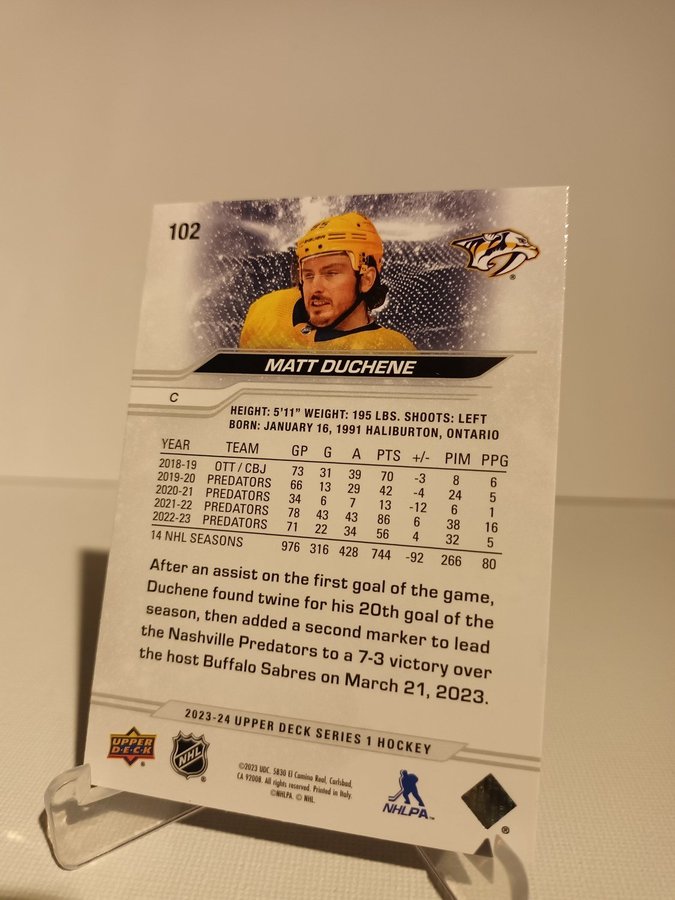 102
MATT DUCHENE
C
HEIGHT: 5'11" WEIGHT: 195 LBS. SHOOTS: LEFT
BORN: JANUARY 16, 1991 HALIBURTON, ONTARIO
YEAR TEAM GP G A PTS +/- PIM PPG
2018-19 OTT / CBJ 73 31 39 70 -3 8 6
2019-20 PREDATORS 66 13 29 42 -4 24 5
2020-21 PREDATORS 34 6 7 13 -12 6 1
2021-22 PREDATORS 78 43 43 86 6 38 16
2022-23 PREDATORS 71 22 34 56 4 32 5
14 NHL SEASONS 976 316 428 744 -92 266 80
After an assist on the first goal of the game,
Duchene found twine for his 20th goal of the
season, then added a second marker to lead
the Nashville Predators to a 7-3 victory over
the host Buffalo Sabres on March 21, 2023.
2023-24 UPPER DECK SERIES 1 HOCKEY
UPPER
D·E·C·K
NHL
©2023 UDC. 5830 El Camino Real, Carlsbad,
CA 92008. All rights reserved. Printed in Italy.
©NHLPA. © NHL.
NHLPA™
®